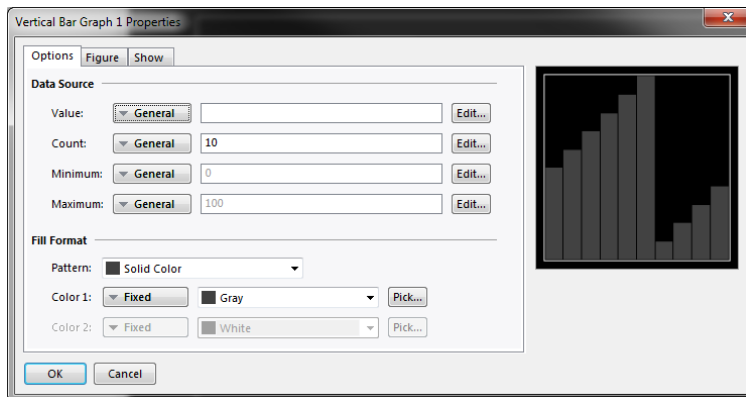 Vertical Bar Graph 1 Properties
Options Figure Show
Data Source
Value: General Edit...
Count: General 10 Edit...
Minimum: General 0 Edit...
Maximum: General 100 Edit...
Fill Format
Pattern: Solid Color
Color 1: Fixed Gray Pick...
Color 2: Fixed White Pick...
OK Cancel